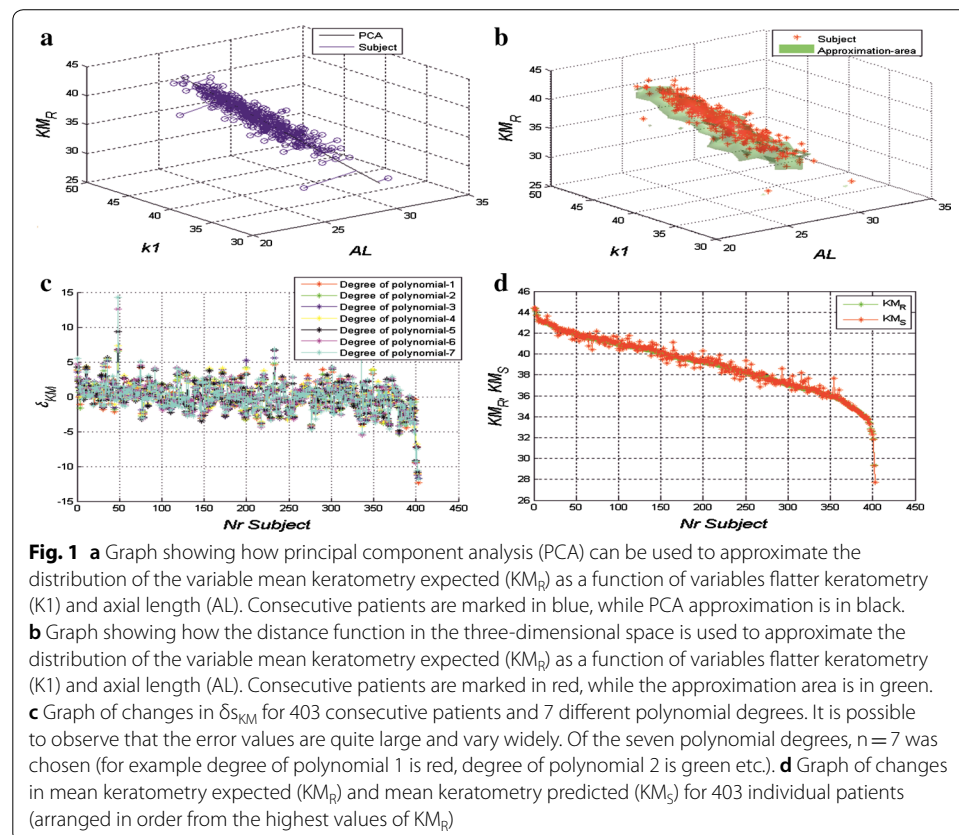 a
PCA
Subject
45
40
35
30
25
50
45
40
35
30
20
25
30
35
KM_R
k1
AL
b
Subject
Approximation-area
45
40
35
30
25
50
45
40
35
30
20
25
30
35
KM_R
k1
AL
c
Degree of polynomial-1
Degree of polynomial-2
Degree of polynomial-3
Degree of polynomial-4
Degree of polynomial-5
Degree of polynomial-6
Degree of polynomial-7
15
10
5
0
-5
-10
-15
0 50 100 150 200 250 300 350 400 450
Nr Subject
d
KM_R
KM_S
46
44
42
40
38
36
34
32
30
28
26
KM_R, KM_S
0 50 100 150 200 250 300 350 400 450
Nr Subject
Fig. 1 a Graph showing how principal component analysis (PCA) can be used to approximate the
distribution of the variable mean keratometry expected (KM_R) as a function of variables flatter keratometry
(K1) and axial length (AL). Consecutive patients are marked in blue, while PCA approximation is in black.
b Graph showing how the distance function in the three-dimensional space is used to approximate the
distribution of the variable mean keratometry expected (KM_R) as a function of variables flatter keratometry
(K1) and axial length (AL). Consecutive patients are marked in red, while the approximation area is in green.
c Graph of changes in δs_KM for 403 consecutive patients and 7 different polynomial degrees. It is possible
to observe that the error values are quite large and vary widely. Of the seven polynomial degrees, n = 7 was
chosen (for example degree of polynomial 1 is red, degree of polynomial 2 is green etc.). d Graph of changes
in mean keratometry expected (KM_R) and mean keratometry predicted (KM_S) for 403 individual patients
(arranged in order from the highest values of KM_R)